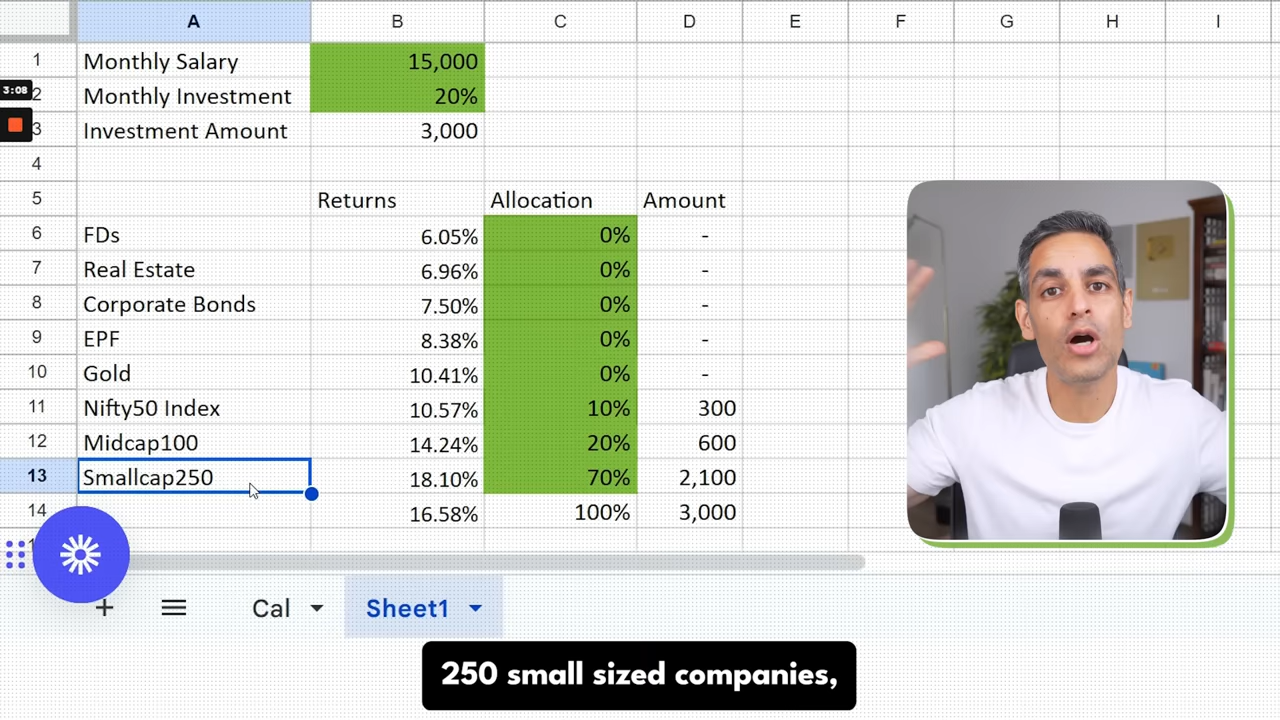 A B C D E F G H I
1 Monthly Salary 15,000
3:08 2 Monthly Investment 20%
3 Investment Amount 3,000
4
5 Returns Allocation Amount
6 FDs 6.05% 0% -
7 Real Estate 6.96% 0% -
8 Corporate Bonds 7.50% 0% -
9 EPF 8.38% 0% -
10 Gold 10.41% 0% -
11 Nifty50 Index 10.57% 10% 300
12 Midcap100 14.24% 20% 600
13 Smallcap250 18.10% 70% 2,100
14 16.58% 100% 3,000
+ Cal Sheet1
250 small sized companies,